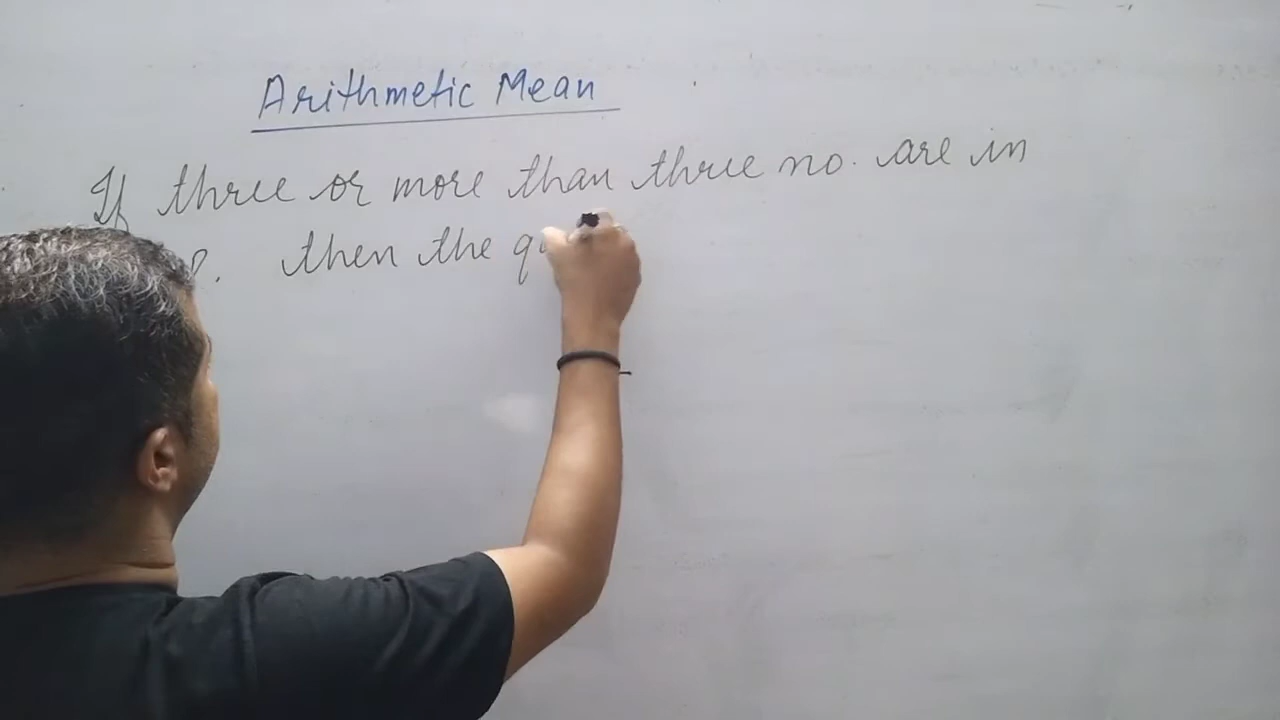 Arithmetic Mean
If three or more than three no. are in
P. then the